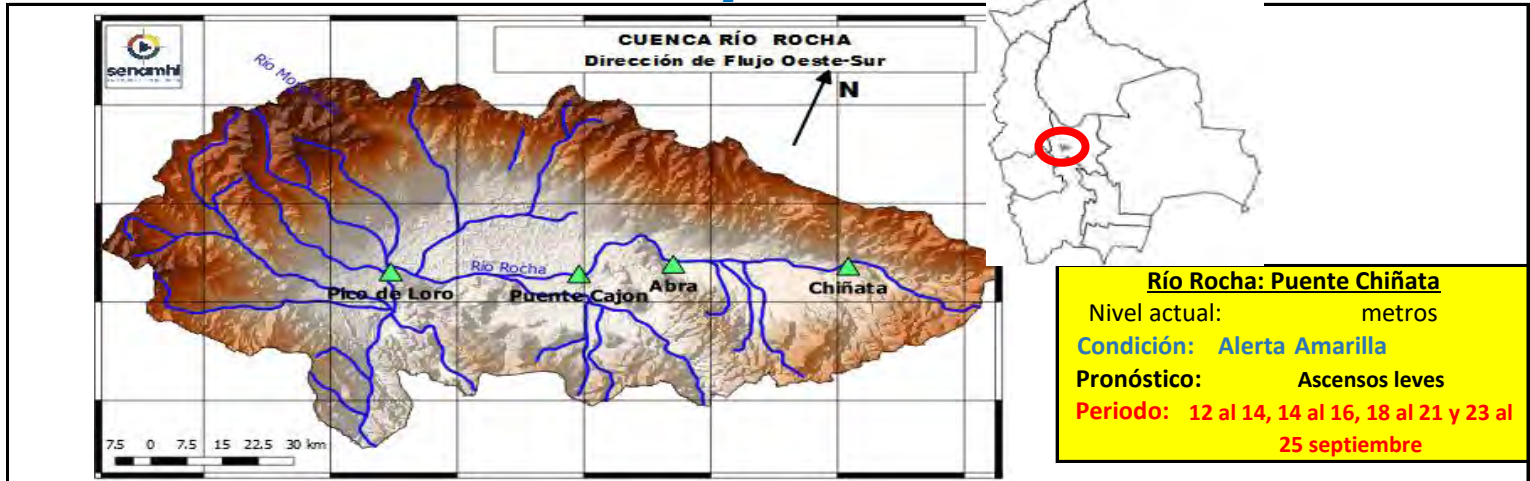 senamhi
CUENCA RÍO ROCHA
Dirección de Flujo Oeste-Sur
N
Río Rocha
Pico de Loro
Puente Cajon
Abra
Chiñata
7.5 0 7.5 15 22.5 30 km
Río Rocha: Puente Chiñata
Nivel actual: metros
Condición: Alerta Amarilla
Pronóstico: Ascensos leves
Periodo: 12 al 14, 14 al 16, 18 al 21 y 23 al
25 septiembre